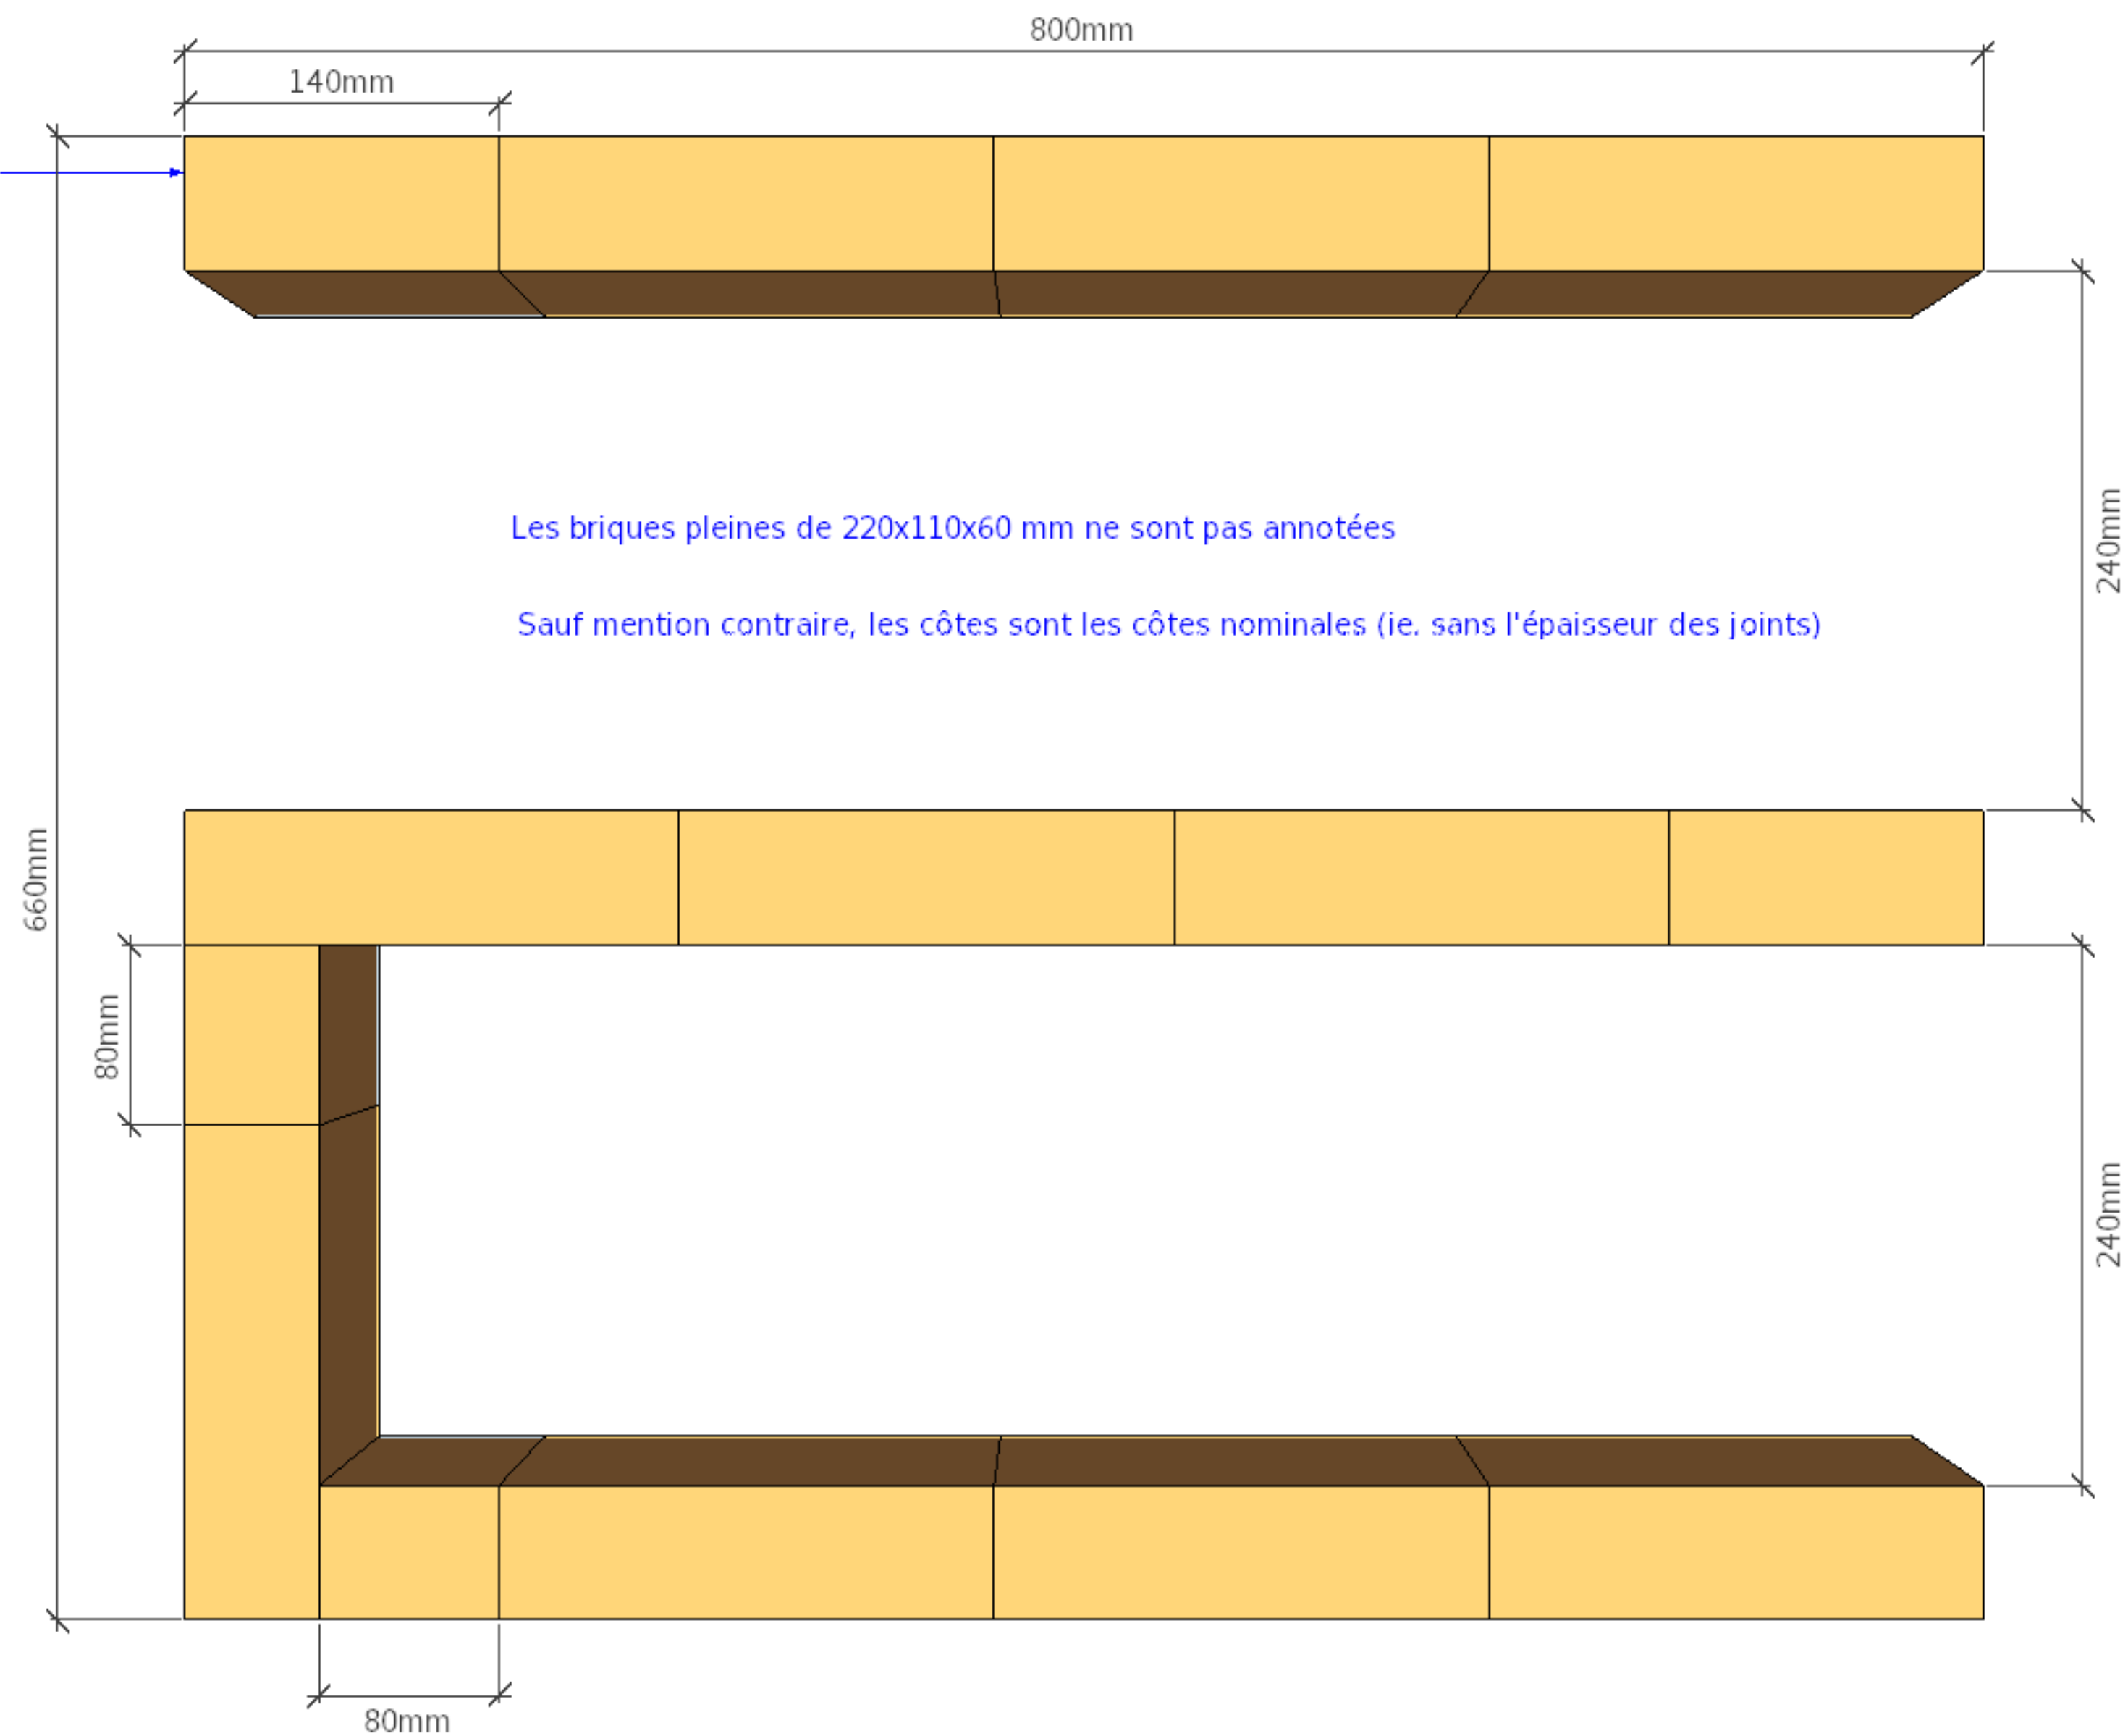 800mm
140mm
Les briques pleines de 220x110x60 mm ne sont pas annotées
240mm
Sauf mention contraire, les côtes sont les côtes nominales (ie. sans l'épaisseur des joints)
660mm
80mm
240mm
80mm